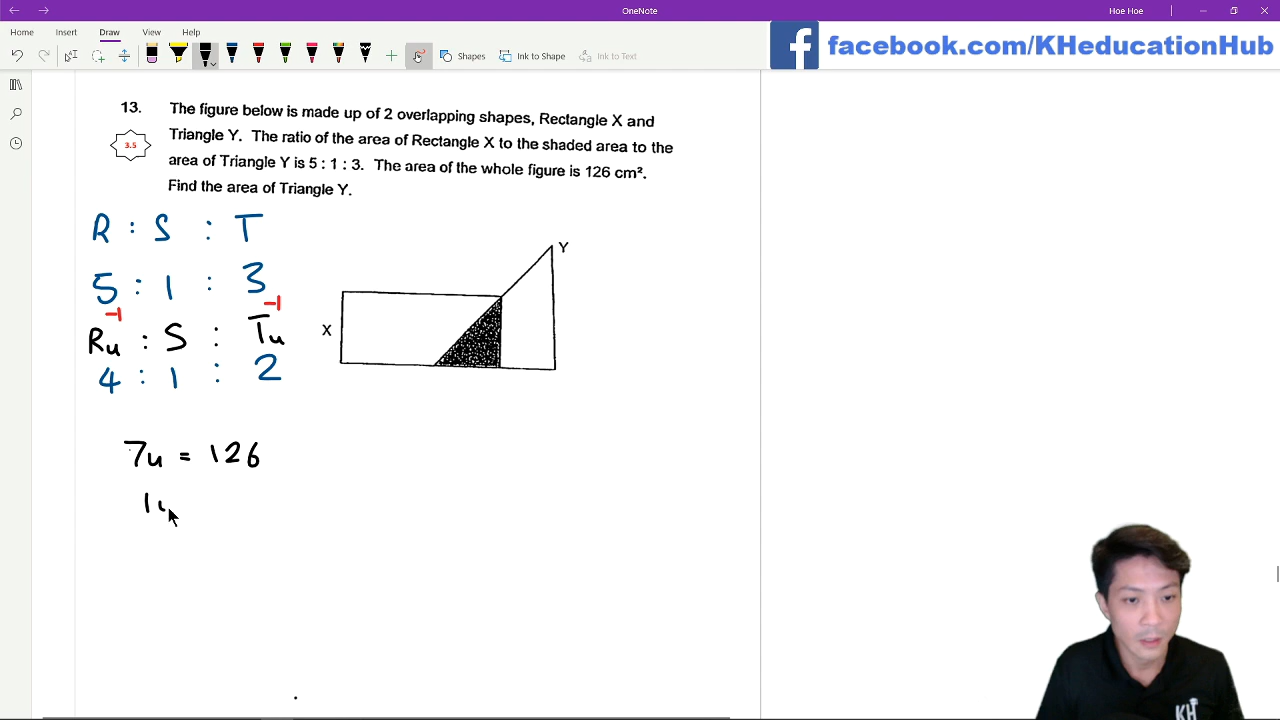 OneNote
Hoe Hoe
Home Insert Draw View Help
Shapes Ink to Shape Ink to Text
facebook.com/KHeducationHub
13. The figure below is made up of 2 overlapping shapes, Rectangle X and
3.5 Triangle Y. The ratio of the area of Rectangle X to the shaded area to the
area of Triangle Y is 5 : 1 : 3. The area of the whole figure is 126 cm².
Find the area of Triangle Y.
R : S : T
5 : 1 : 3
-1 -1
Ru : S : Tu
4 : 1 : 2
Y
X
7u = 126
1u
KH